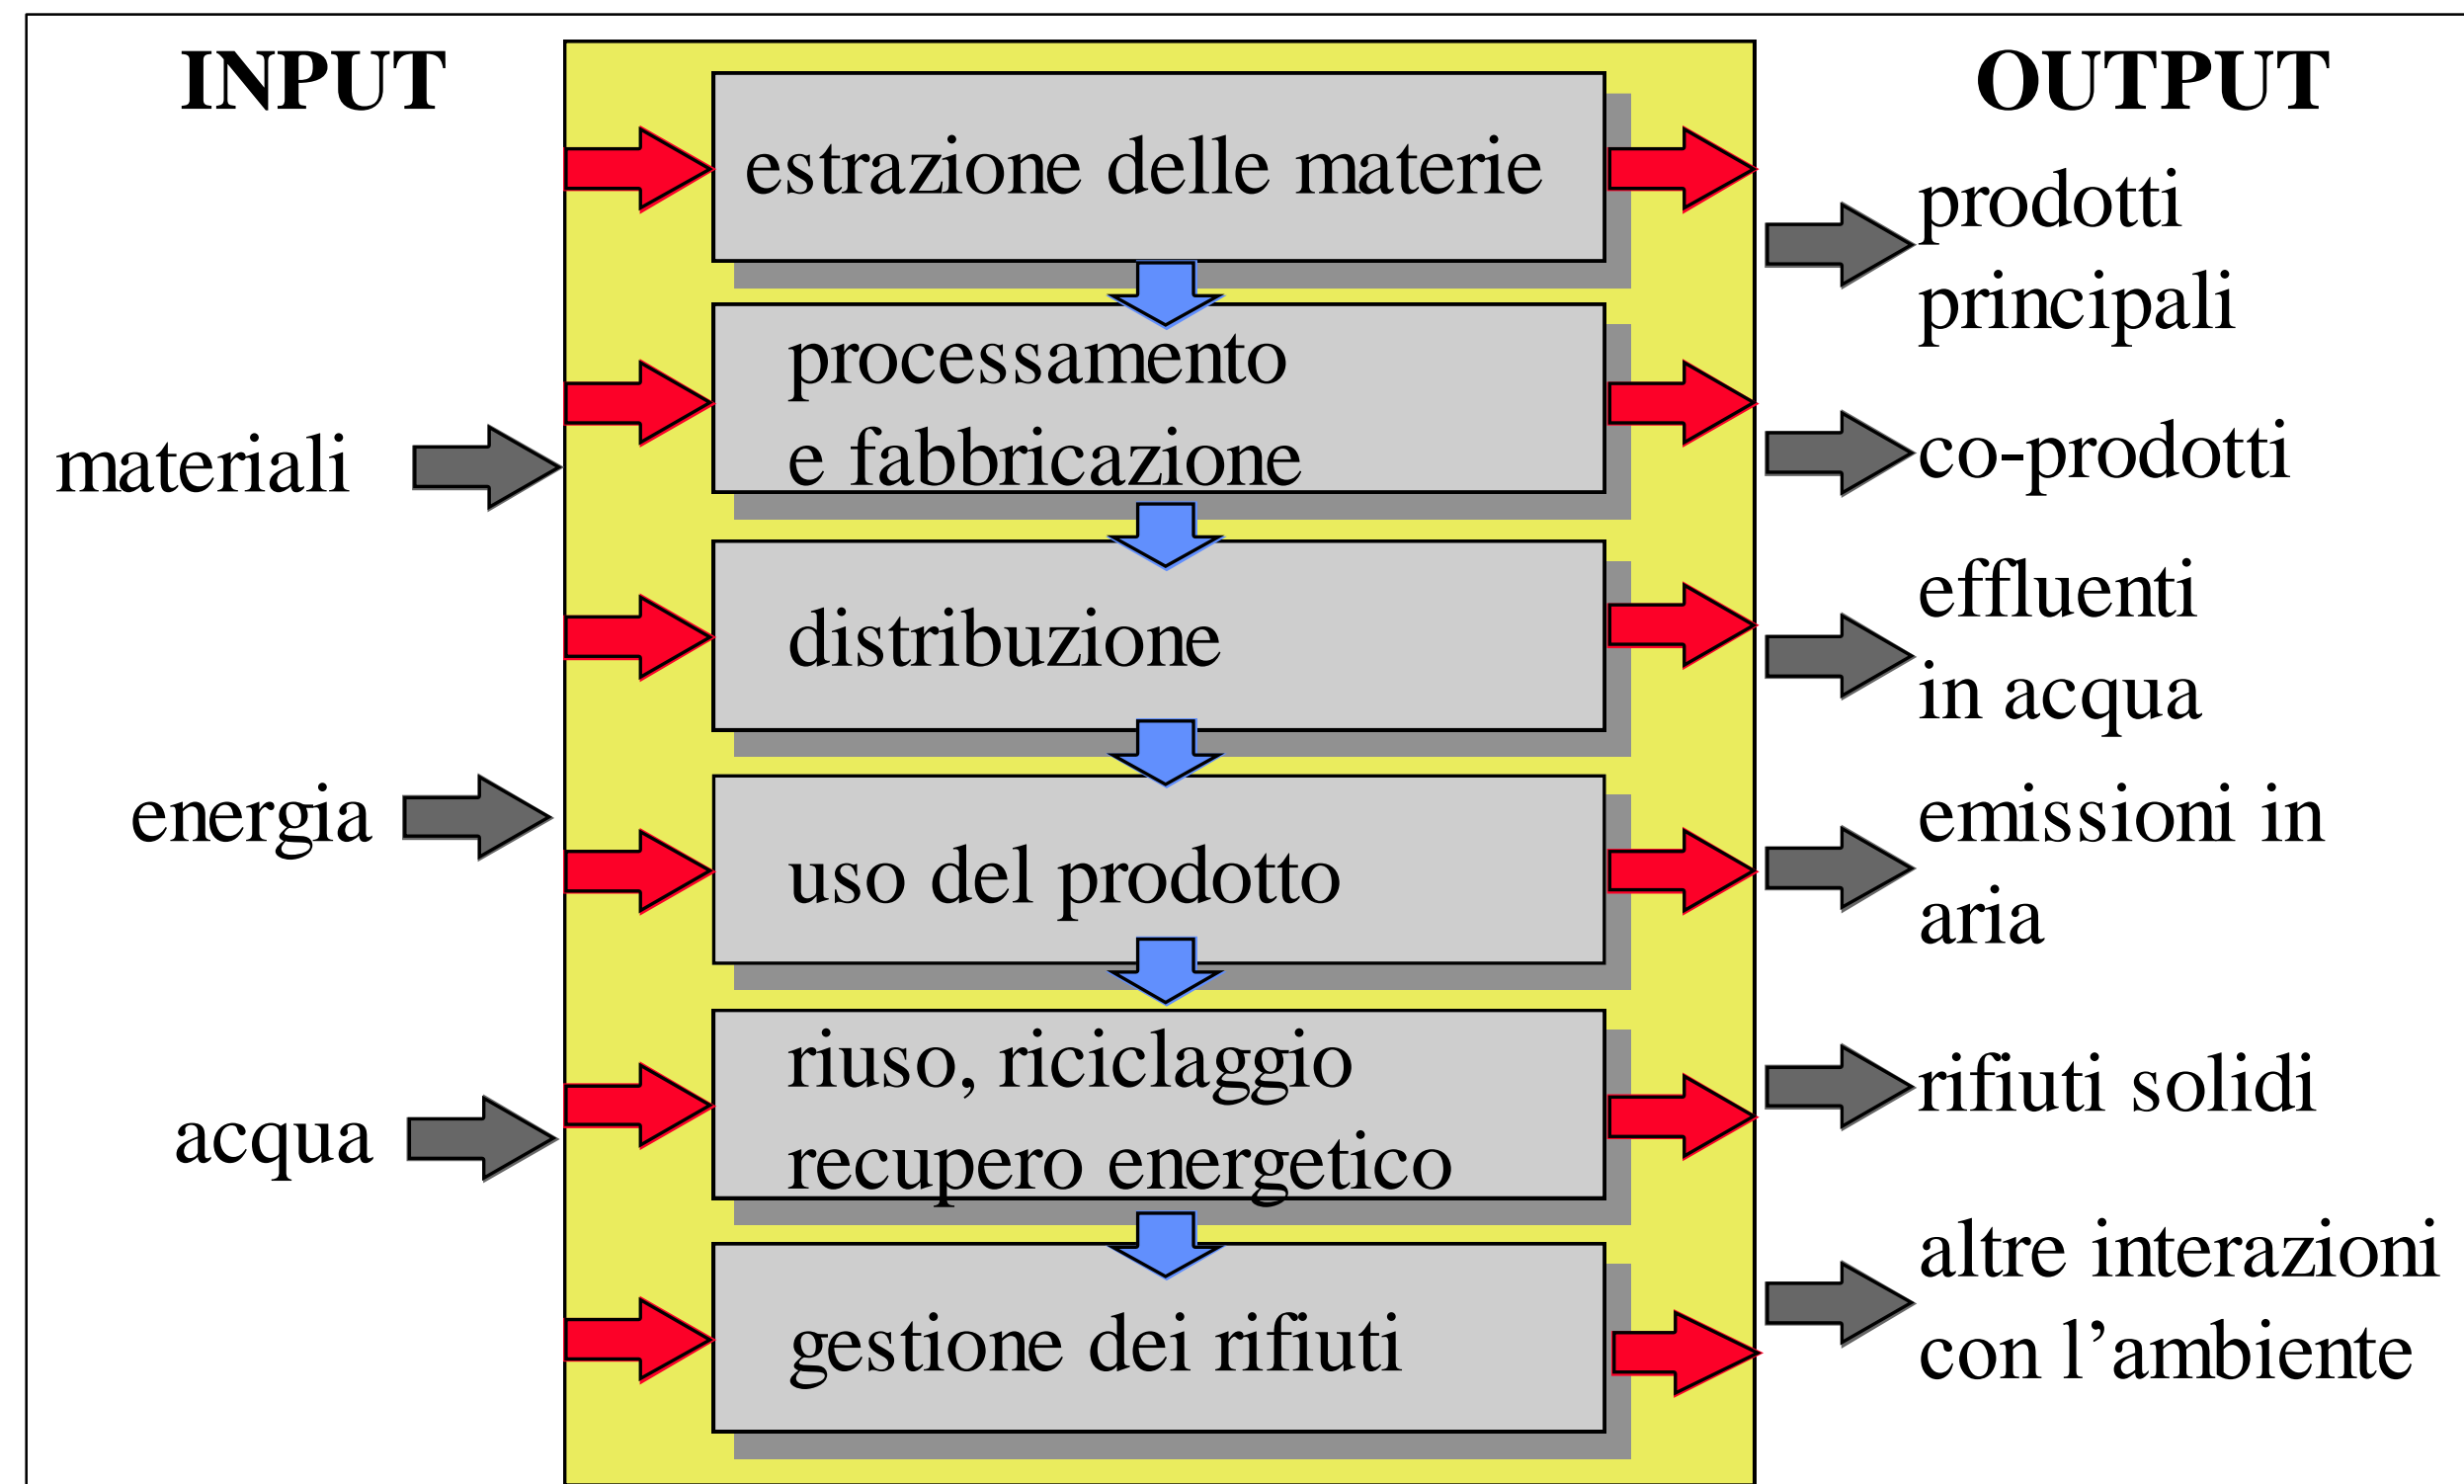 INPUT
materiali
energia
acqua
estrazione delle materie
processamento
e fabbricazione
distribuzione
uso del prodotto
riuso, riciclaggio
recupero energetico
gestione dei rifiuti
OUTPUT
prodotti
principali
co-prodotti
effluenti
in acqua
emissioni in
aria
rifiuti solidi
altre interazioni
con l’ambiente